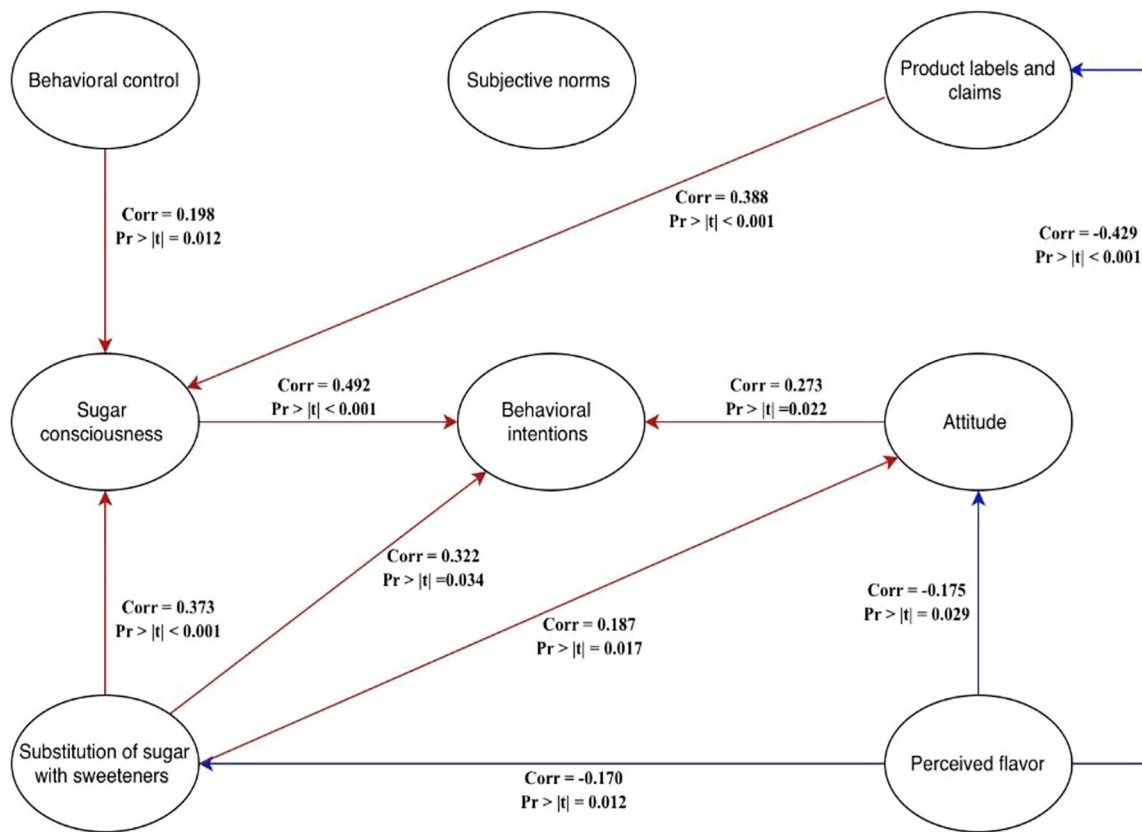 Behavioral control
Subjective norms
Product labels and
claims
Corr = 0.198
Pr > |t| = 0.012
Corr = 0.388
Pr > |t| < 0.001
Corr = -0.429
Pr > |t| < 0.001
Sugar
consciousness
Corr = 0.492
Pr > |t| < 0.001
Behavioral
intentions
Corr = 0.273
Pr > |t| =0.022
Attitude
Corr = 0.322
Pr > |t| =0.034
Corr = 0.373
Pr > |t| < 0.001
Corr = 0.187
Pr > |t| = 0.017
Corr = -0.175
Pr > |t| = 0.029
Substitution of sugar
with sweeteners
Corr = -0.170
Pr > |t| = 0.012
Perceived flavor